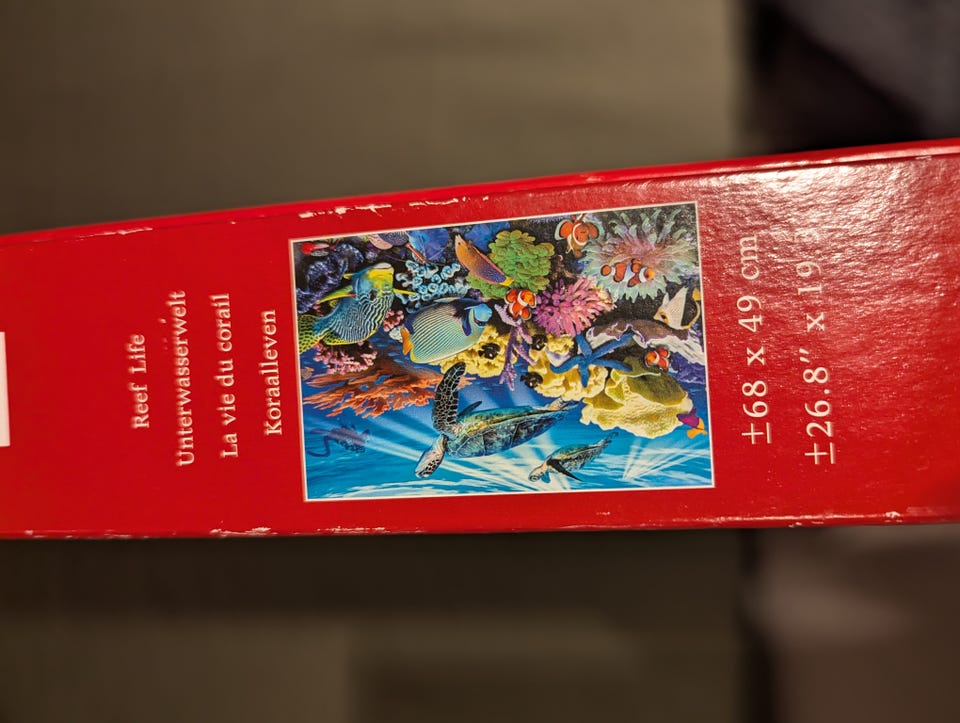 Reef Life
Unterwasserwelt
La vie du corail
Koraalleven
±68 x 49 cm
±26.8″ x 19